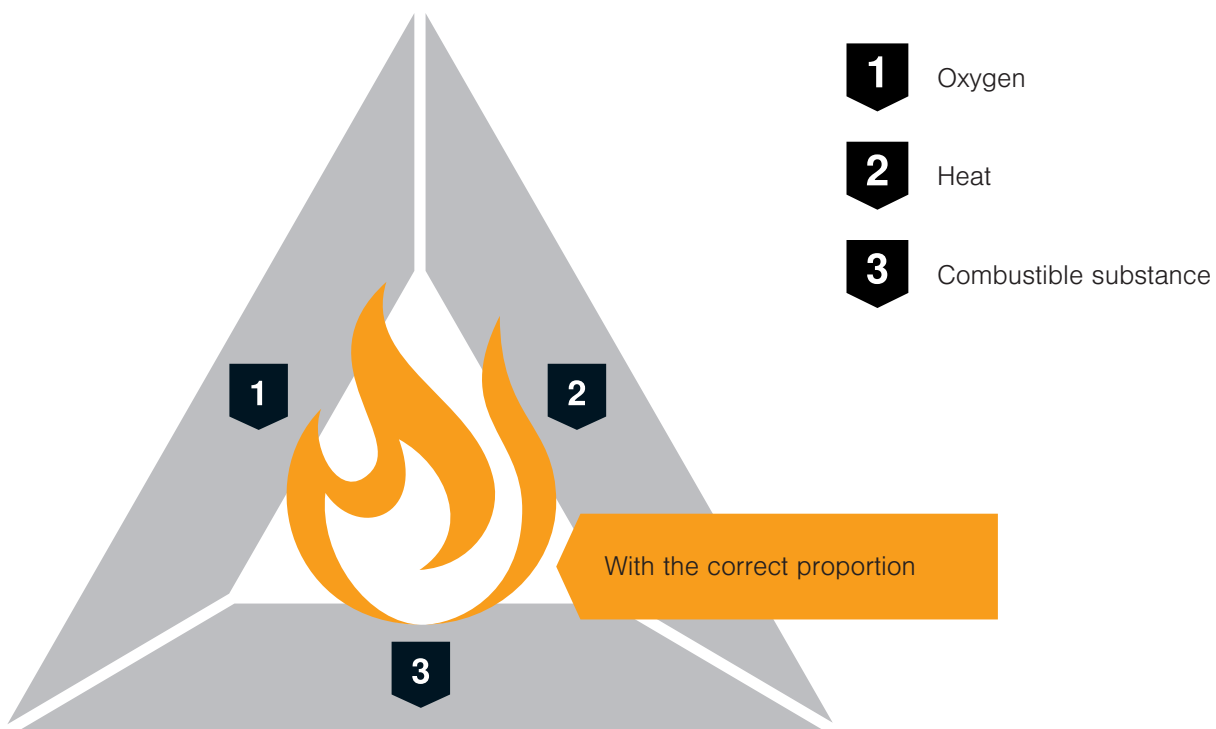 1 Oxygen
2 Heat
3 Combustible substance
1
2
With the correct proportion
3